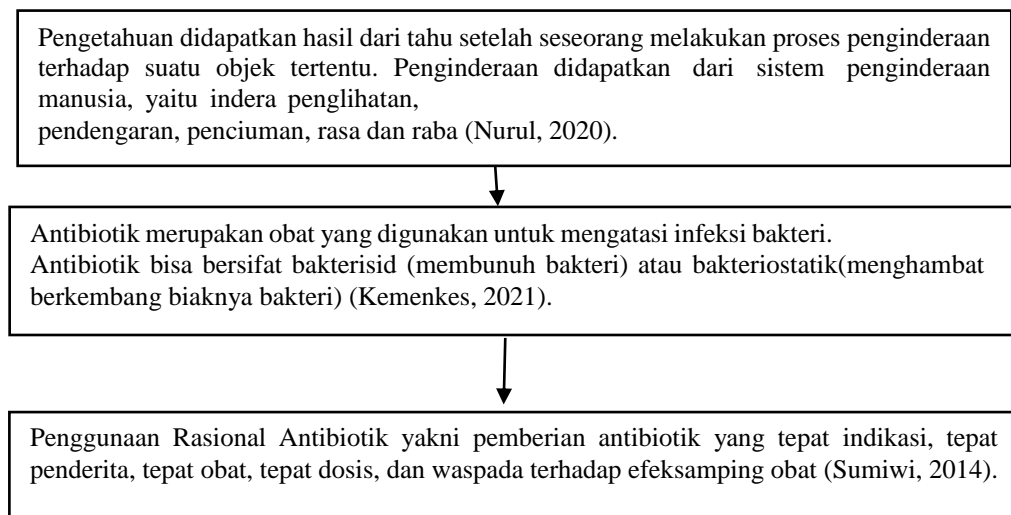 Pengetahuan didapatkan hasil dari tahu setelah seseorang melakukan proses penginderaan
terhadap suatu objek tertentu. Penginderaan didapatkan dari sistem penginderaan
manusia, yaitu indera penglihatan,
pendengaran, penciuman, rasa dan raba (Nurul, 2020).
Antibiotik merupakan obat yang digunakan untuk mengatasi infeksi bakteri.
Antibiotik bisa bersifat bakterisid (membunuh bakteri) atau bakteriostatik(menghambat
berkembang biaknya bakteri) (Kemenkes, 2021).
Penggunaan Rasional Antibiotik yakni pemberian antibiotik yang tepat indikasi, tepat
penderita, tepat obat, tepat dosis, dan waspada terhadap efeksamping obat (Sumiwi, 2014).